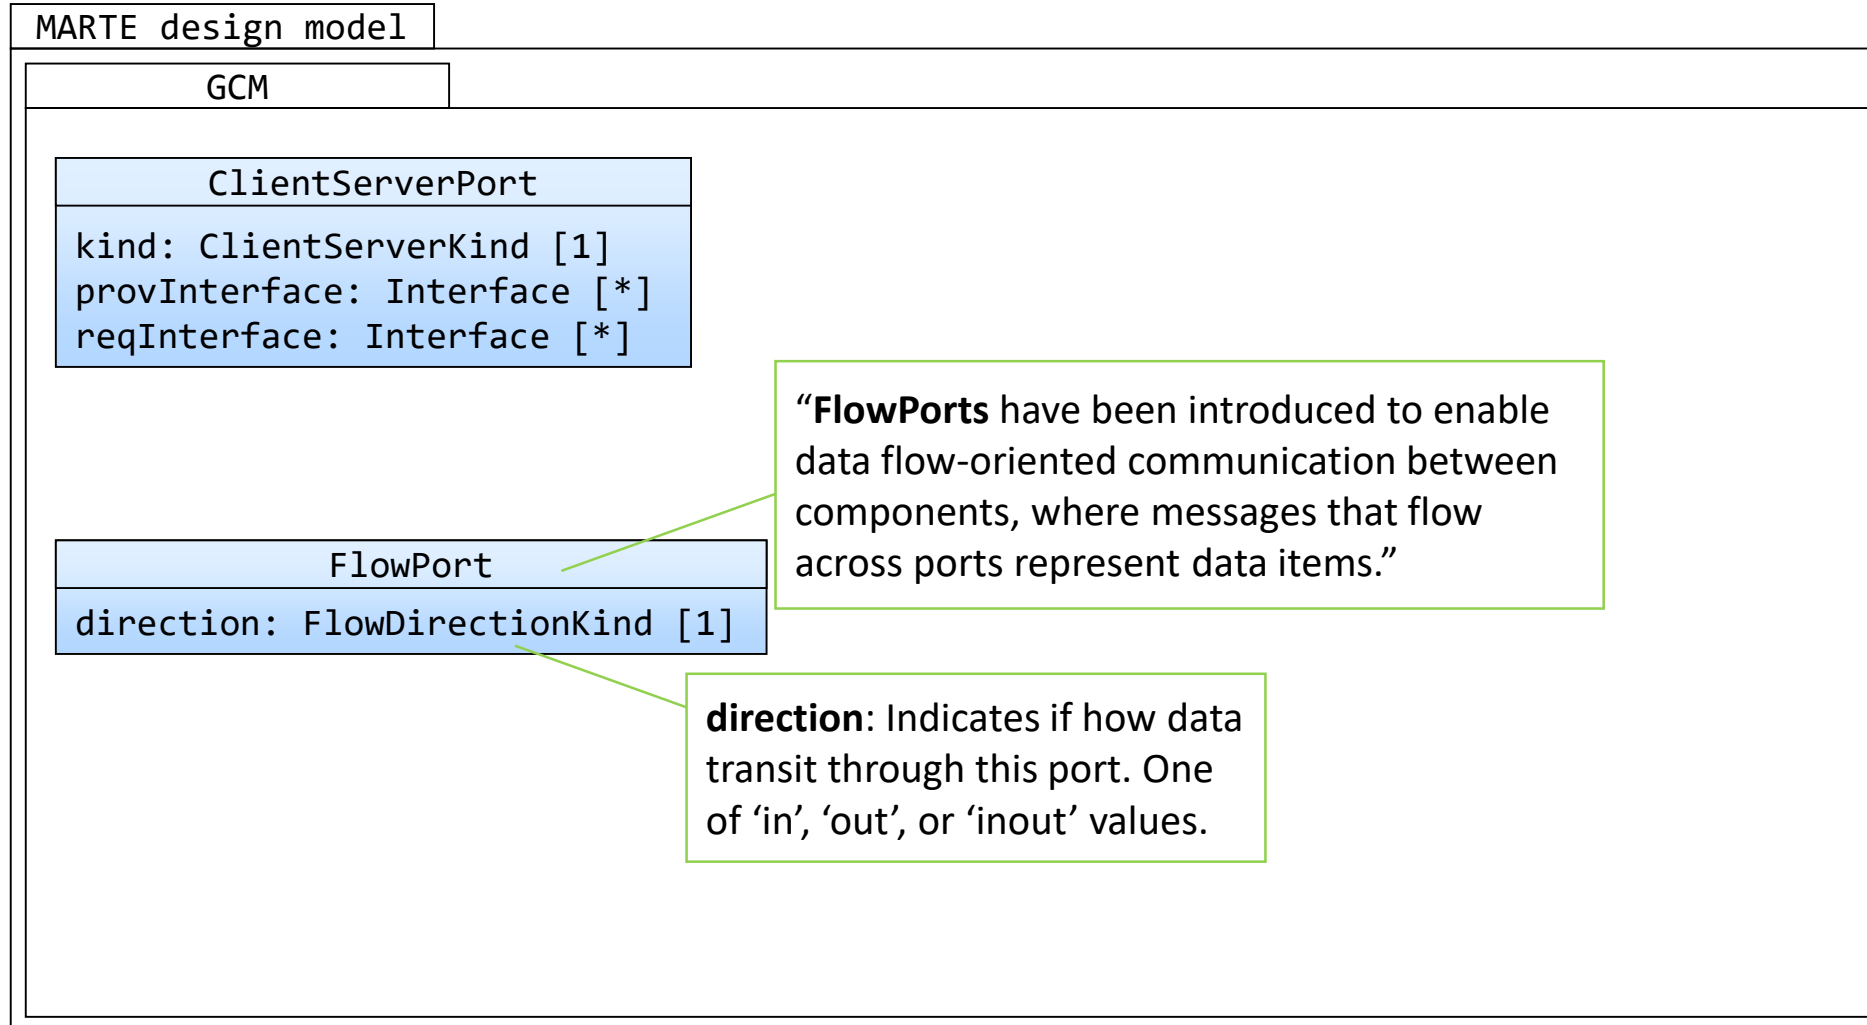 MARTE design model
GCM
ClientServerPort
kind: ClientServerKind [1]
provInterface: Interface [*]
reqInterface: Interface [*]
“FlowPorts have been introduced to enable
data flow-oriented communication between
components, where messages that flow
across ports represent data items.”
FlowPort
direction: FlowDirectionKind [1]
direction: Indicates if how data
transit through this port. One
of ‘in’, ‘out’, or ‘inout’ values.